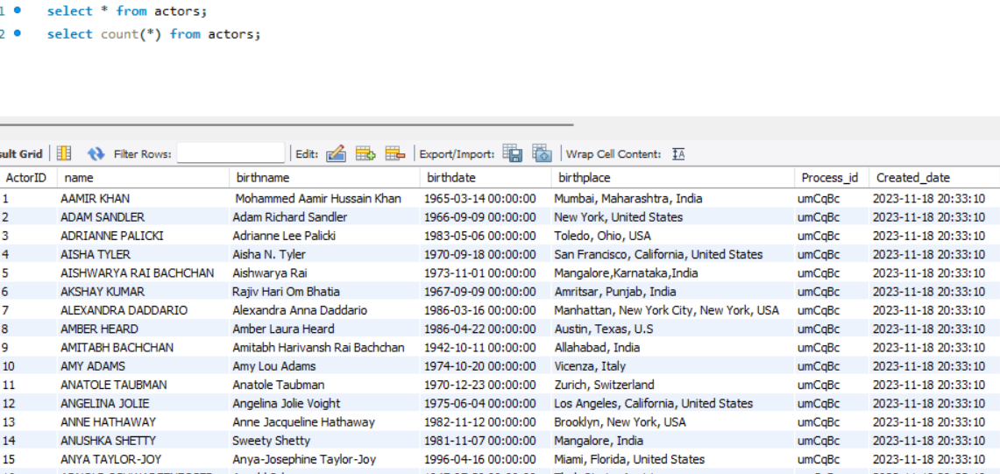 1 select * from actors;
2 select count(*) from actors;
sult Grid Filter Rows: Edit: Export/Import: Wrap Cell Content:
ActorID name birthname birthdate birthplace Process_id Created_date
1 AAMIR KHAN Mohammed Aamir Hussain Khan 1965-03-14 00:00:00 Mumbai, Maharashtra, India umCqBc 2023-11-18 20:33:10
2 ADAM SANDLER Adam Richard Sandler 1966-09-09 00:00:00 New York, United States umCqBc 2023-11-18 20:33:10
3 ADRIANNE PALICKI Adrianne Lee Palicki 1983-05-06 00:00:00 Toledo, Ohio, USA umCqBc 2023-11-18 20:33:10
4 AISHA TYLER Aisha N. Tyler 1970-09-18 00:00:00 San Francisco, California, United States umCqBc 2023-11-18 20:33:10
5 AISHWARYA RAI BACHCHAN Aishwarya Rai 1973-11-01 00:00:00 Mangalore,Karnataka,India umCqBc 2023-11-18 20:33:10
6 AKSHAY KUMAR Rajiv Hari Om Bhatia 1967-09-09 00:00:00 Amritsar, Punjab, India umCqBc 2023-11-18 20:33:10
7 ALEXANDRA DADDARIO Alexandra Anna Daddario 1986-03-16 00:00:00 Manhattan, New York City, New York, USA umCqBc 2023-11-18 20:33:10
8 AMBER HEARD Amber Laura Heard 1986-04-22 00:00:00 Austin, Texas, U.S umCqBc 2023-11-18 20:33:10
9 AMITABH BACHCHAN Amitabh Harivansh Rai Bachchan 1942-10-11 00:00:00 Allahabad, India umCqBc 2023-11-18 20:33:10
10 AMY ADAMS Amy Lou Adams 1974-10-20 00:00:00 Vicenza, Italy umCqBc 2023-11-18 20:33:10
11 ANATOLE TAUBMAN Anatole Taubman 1970-12-23 00:00:00 Zurich, Switzerland umCqBc 2023-11-18 20:33:10
12 ANGELINA JOLIE Angelina Jolie Voight 1975-06-04 00:00:00 Los Angeles, California, United States umCqBc 2023-11-18 20:33:10
13 ANNE HATHAWAY Anne Jacqueline Hathaway 1982-11-12 00:00:00 Brooklyn, New York, USA umCqBc 2023-11-18 20:33:10
14 ANUSHKA SHETTY Sweety Shetty 1981-11-07 00:00:00 Mangalore, India umCqBc 2023-11-18 20:33:10
15 ANYA TAYLOR-JOY Anya-Josephine Taylor-Joy 1996-04-16 00:00:00 Miami, Florida, United States umCqBc 2023-11-18 20:33:10